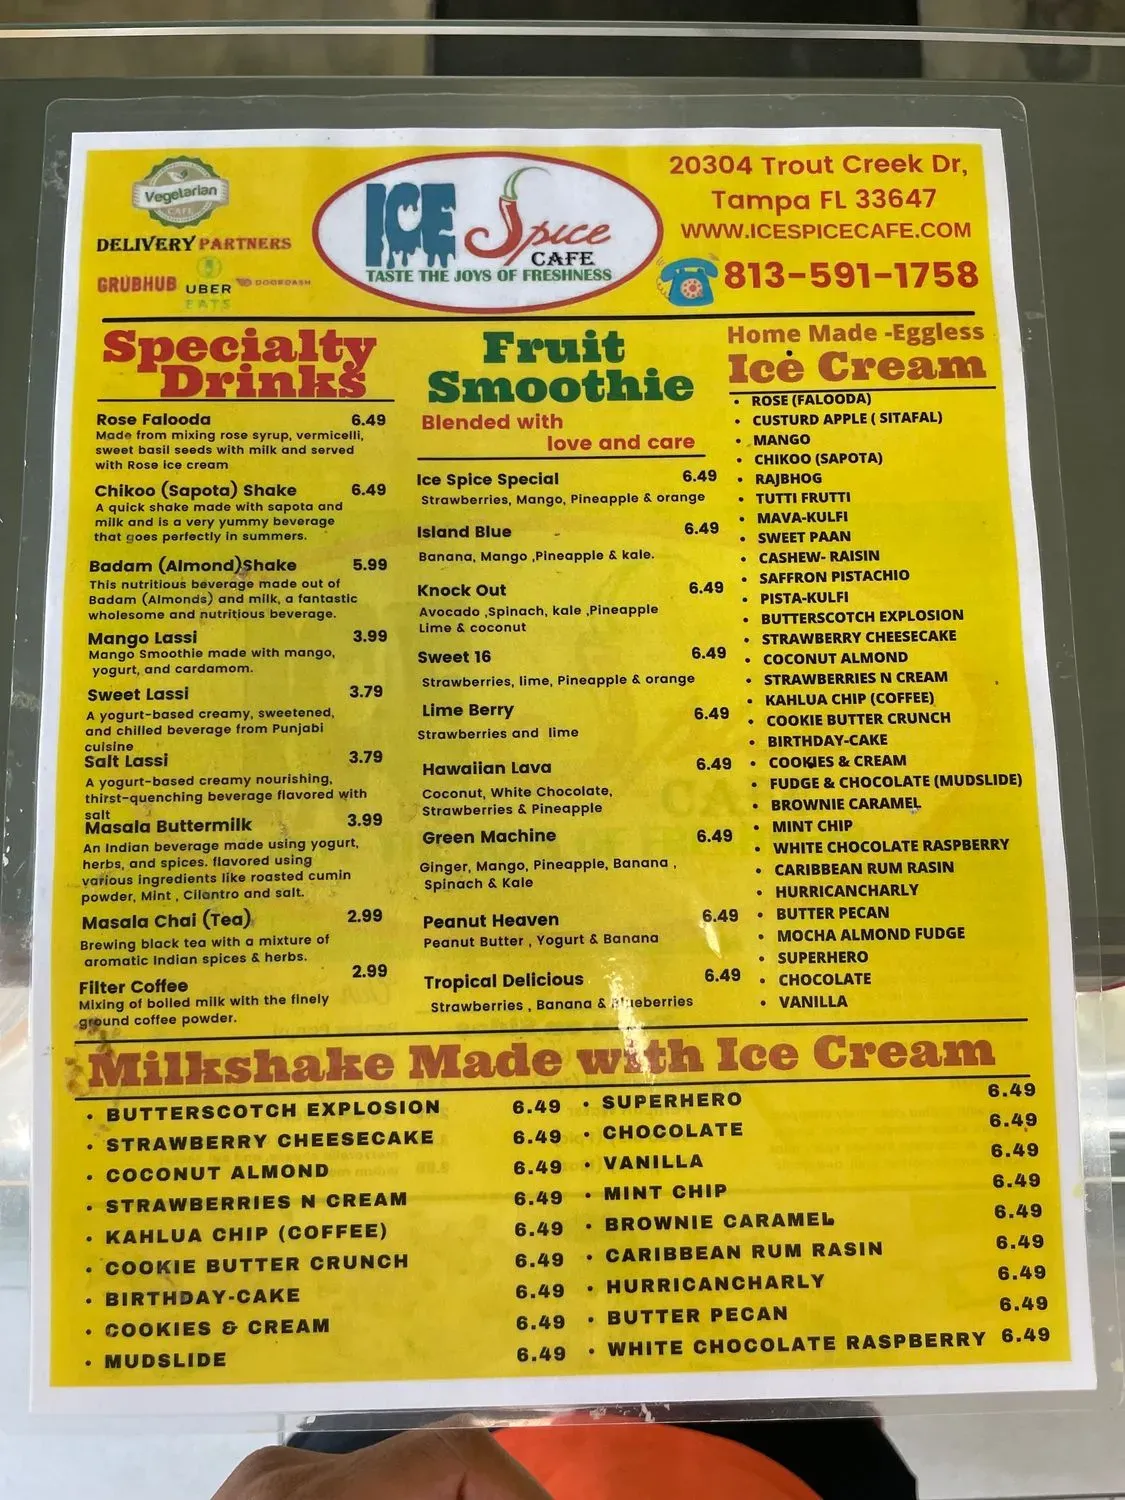 Vegetarian
CAFE
DELIVERY PARTNERS
GRUBHUB
UBER
EATS
DOORDASH
ICE Spice
CAFE
TASTE THE JOYS OF FRESHNESS
20304 Trout Creek Dr,
Tampa FL 33647
WWW.ICESPICECAFE.COM
813-591-1758
Specialty
Drinks
Rose Falooda 6.49
Made from mixing rose syrup, vermicelli,
sweet basil seeds with milk and served
with Rose ice cream
Chikoo (Sapota) Shake 6.49
A quick shake made with sapota and
milk and is a very yummy beverage
that goes perfectly in summers.
Badam (Almond)Shake 5.99
This nutritious beverage made out of
Badam (Almonds) and milk, a fantastic
wholesome and nutritious beverage.
Mango Lassi 3.99
Mango Smoothie made with mango,
yogurt, and cardamom.
Sweet Lassi 3.79
A yogurt-based creamy, sweetened,
and chilled beverage from Punjabi
cuisine
Salt Lassi 3.79
A yogurt-based creamy nourishing,
thirst-quenching beverage flavored with
salt
Masala Buttermilk 3.99
An Indian beverage made using yogurt,
herbs, and spices. flavored using
various ingredients like roasted cumin
powder, Mint , Cilantro and salt.
Masala Chai (Tea) 2.99
Brewing black tea with a mixture of
aromatic Indian spices & herbs.
Filter Coffee 2.99
Mixing of boiled milk with the finely
ground coffee powder.
Fruit
Smoothie
Blended with
love and care
Ice Spice Special 6.49
Strawberries, Mango, Pineapple & orange
Island Blue 6.49
Banana, Mango ,Pineapple & kale.
Knock Out 6.49
Avocado ,Spinach, kale ,Pineapple
Lime & coconut
Sweet 16 6.49
Strawberries, lime, Pineapple & orange
Lime Berry 6.49
Strawberries and lime
Hawaiian Lava 6.49
Coconut, White Chocolate,
Strawberries & Pineapple
Green Machine 6.49
Ginger, Mango, Pineapple, Banana ,
Spinach & Kale
Peanut Heaven 6.49
Peanut Butter , Yogurt & Banana
Tropical Delicious 6.49
Strawberries , Banana & Blueberries
Home Made -Eggless
Ice Cream
• ROSE (FALOODA)
• CUSTURD APPLE ( SITAFAL)
• MANGO
• CHIKOO (SAPOTA)
• RAJBHOG
• TUTTI FRUTTI
• MAVA-KULFI
• SWEET PAAN
• CASHEW- RAISIN
• SAFFRON PISTACHIO
• PISTA-KULFI
• BUTTERSCOTCH EXPLOSION
• STRAWBERRY CHEESECAKE
• COCONUT ALMOND
• STRAWBERRIES N CREAM
• KAHLUA CHIP (COFFEE)
• COOKIE BUTTER CRUNCH
• BIRTHDAY-CAKE
• COOKIES & CREAM
• FUDGE & CHOCOLATE (MUDSLIDE)
• BROWNIE CARAMEL
• MINT CHIP
• WHITE CHOCOLATE RASPBERRY
• CARIBBEAN RUM RASIN
• HURRICANCHARLY
• BUTTER PECAN
• MOCHA ALMOND FUDGE
• SUPERHERO
• CHOCOLATE
• VANILLA
Milkshake Made with Ice Cream
• BUTTERSCOTCH EXPLOSION 6.49
• STRAWBERRY CHEESECAKE 6.49
• COCONUT ALMOND 6.49
• STRAWBERRIES N CREAM 6.49
• KAHLUA CHIP (COFFEE) 6.49
• COOKIE BUTTER CRUNCH 6.49
• BIRTHDAY-CAKE 6.49
• COOKIES & CREAM 6.49
• MUDSLIDE 6.49
• SUPERHERO 6.49
• CHOCOLATE 6.49
• VANILLA 6.49
• MINT CHIP 6.49
• BROWNIE CARAMEL 6.49
• CARIBBEAN RUM RASIN 6.49
• HURRICANCHARLY 6.49
• BUTTER PECAN 6.49
• WHITE CHOCOLATE RASPBERRY 6.49